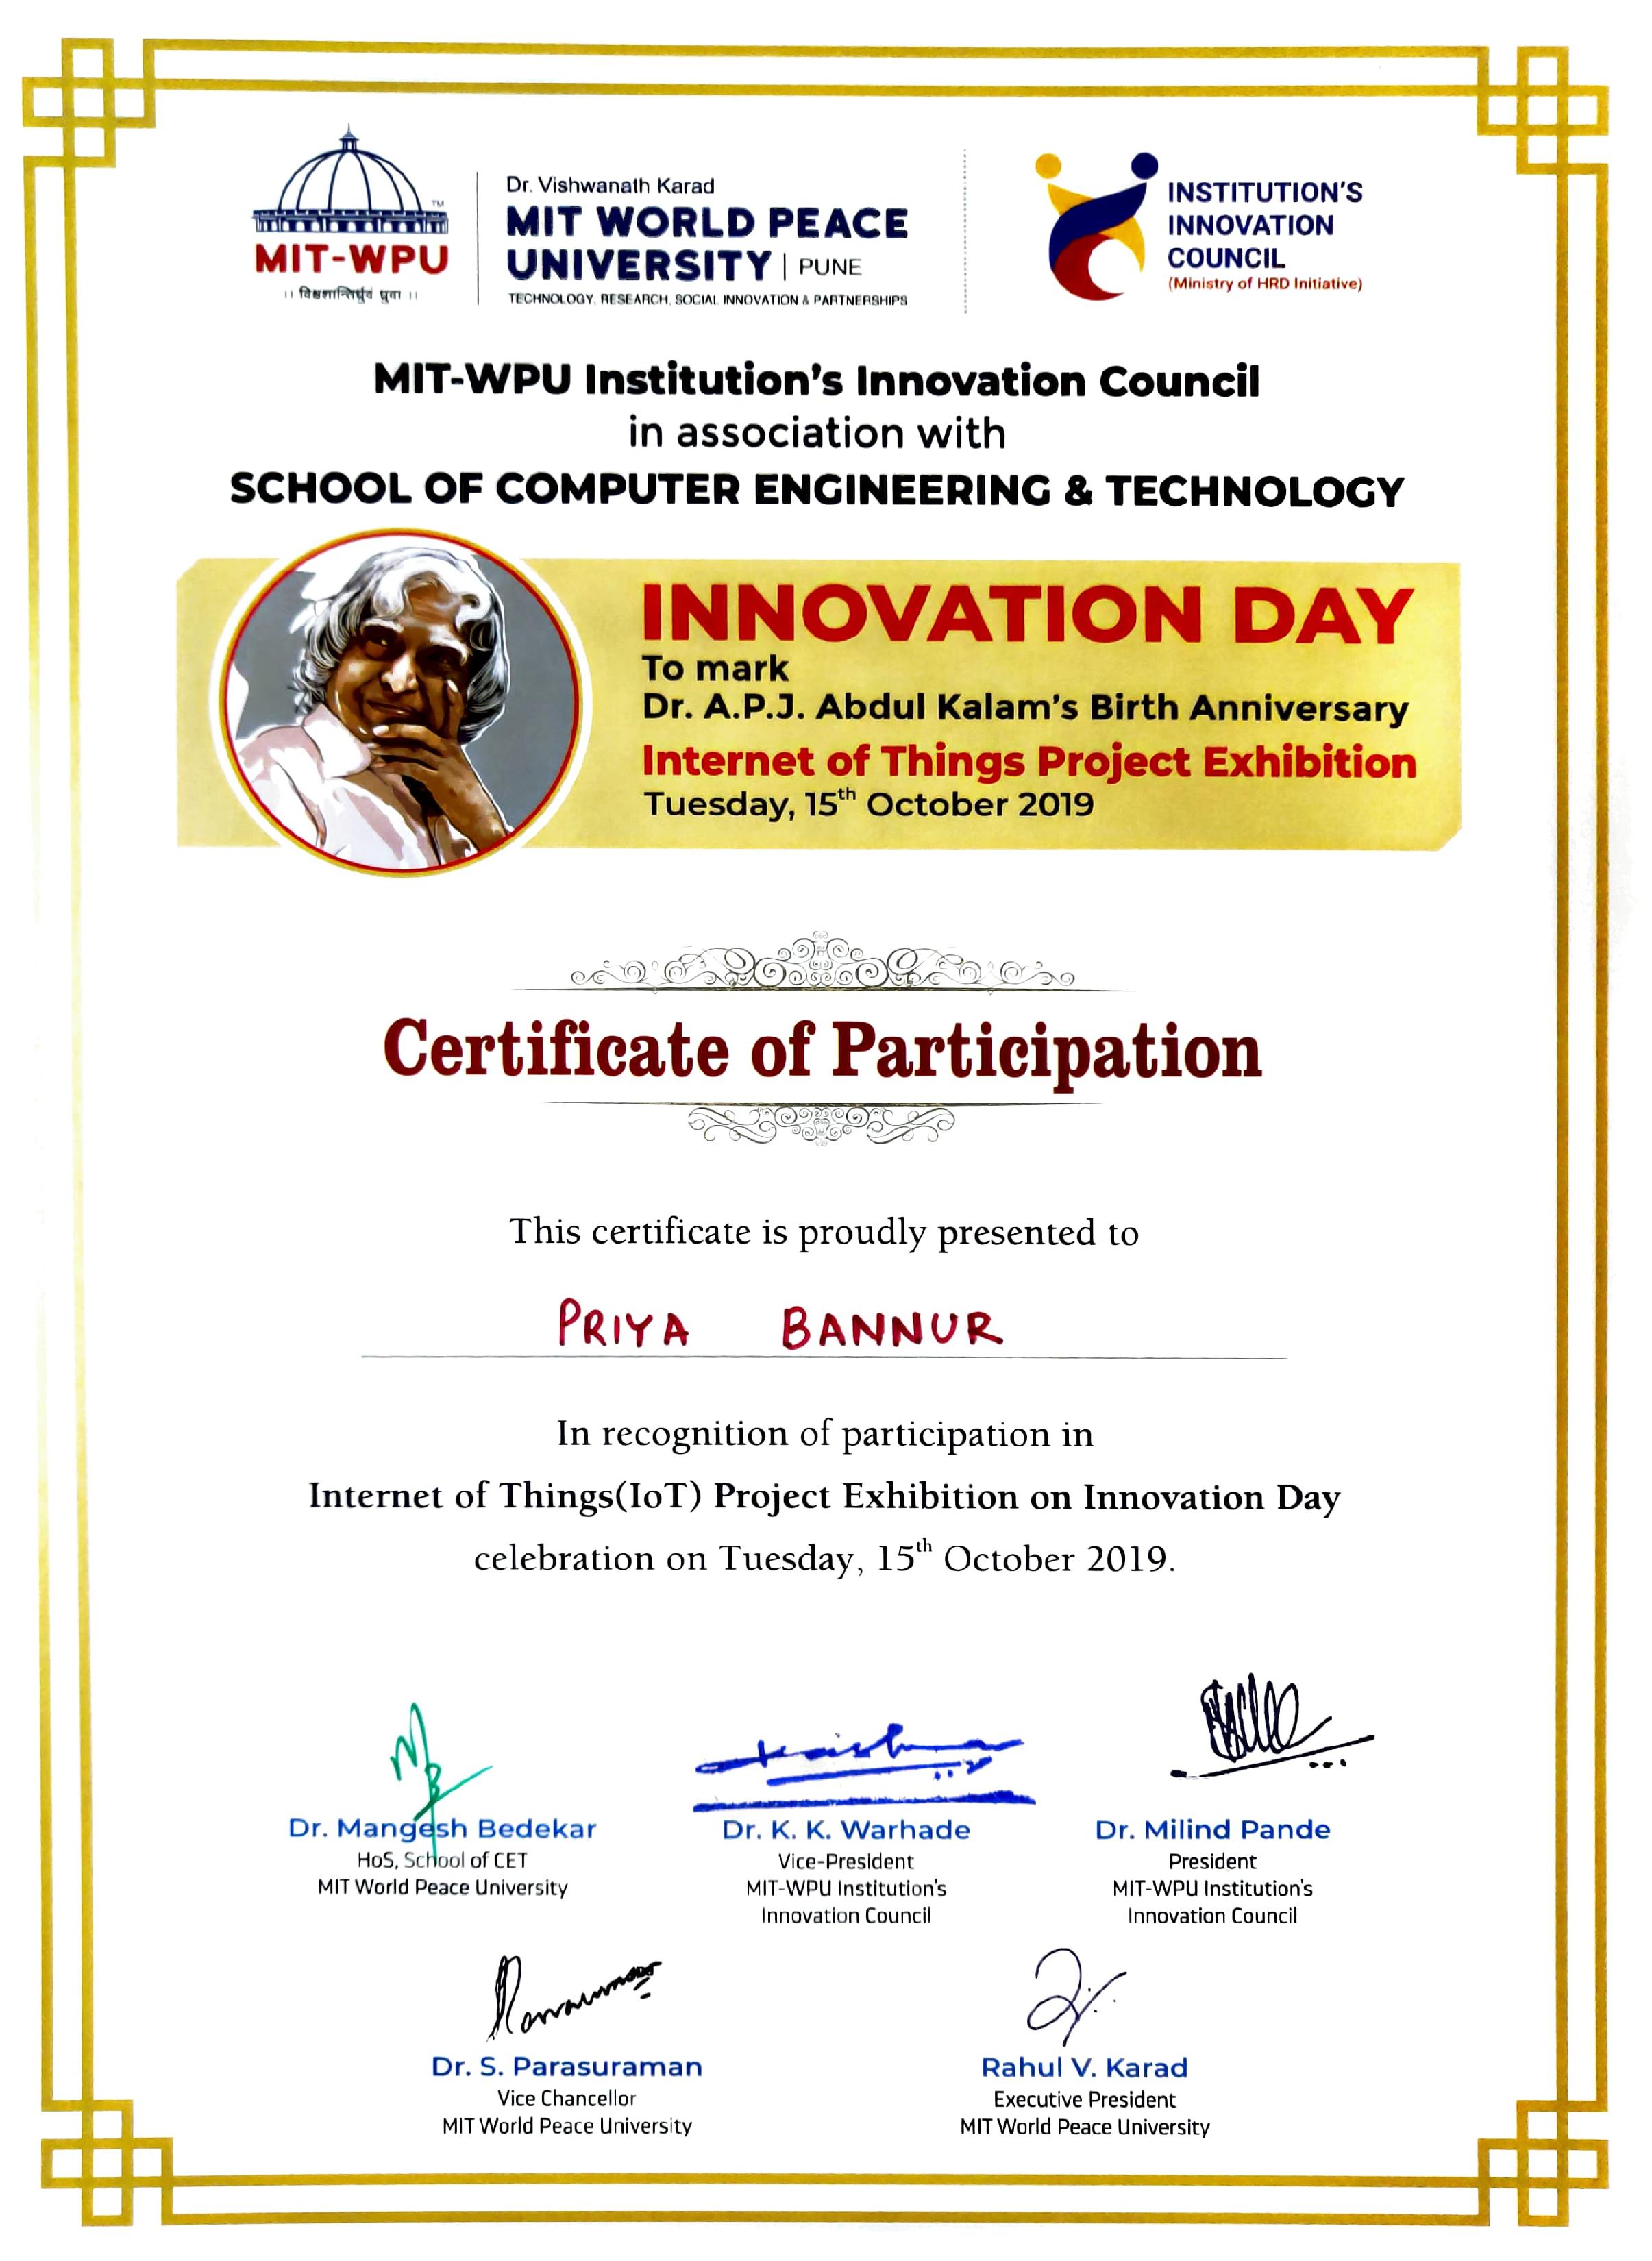 MIT-WPU
।। विश्वशान्तिर्ध्रुवं ध्रुवा ।।
TM
Dr. Vishwanath Karad
MIT WORLD PEACE
UNIVERSITY | PUNE
TECHNOLOGY, RESEARCH, SOCIAL INNOVATION & PARTNERSHIPS
INSTITUTION'S
INNOVATION
COUNCIL
(Ministry of HRD Initiative)
MIT-WPU Institution's Innovation Council
in association with
SCHOOL OF COMPUTER ENGINEERING & TECHNOLOGY
INNOVATION DAY
To mark
Dr. A.P.J. Abdul Kalam's Birth Anniversary
Internet of Things Project Exhibition
Tuesday, 15th October 2019
Certificate of Participation
This certificate is proudly presented to
PRIYA BANNUR
In recognition of participation in
Internet of Things(IoT) Project Exhibition on Innovation Day
celebration on Tuesday, 15th October 2019.
Dr. Mangesh Bedekar
HoS, School of CET
MIT World Peace University
Dr. K. K. Warhade
Vice-President
MIT-WPU Institution's
Innovation Council
Dr. Milind Pande
President
MIT-WPU Institution's
Innovation Council
Dr. S. Parasuraman
Vice Chancellor
MIT World Peace University
Rahul V. Karad
Executive President
MIT World Peace University